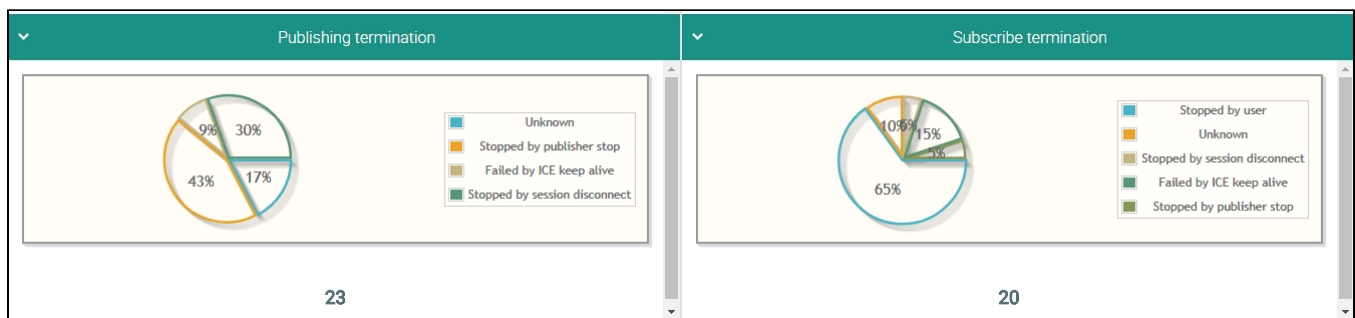 Publishing termination
9%
30%
43%
17%
Unknown
Stopped by publisher stop
Failed by ICE keep alive
Stopped by session disconnect
23
Subscribe termination
10%
5%
15%
5%
65%
Stopped by user
Unknown
Stopped by session disconnect
Failed by ICE keep alive
Stopped by publisher stop
20